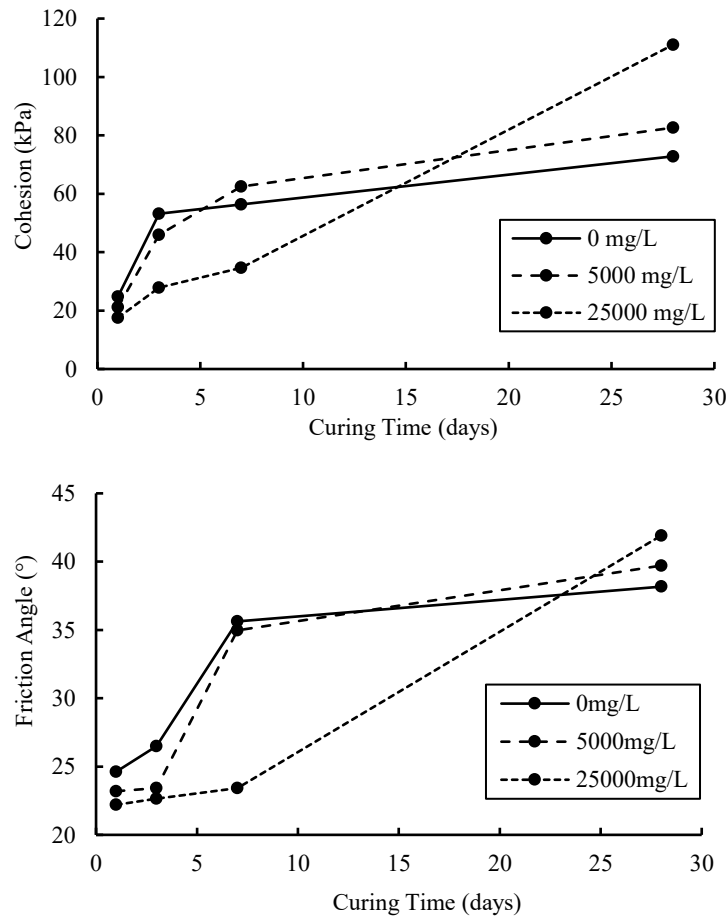 120
100
80
60
40
20
0
Cohesion (kPa)
0 mg/L
5000 mg/L
25000 mg/L
0 5 10 15 20 25 30
Curing Time (days)
45
40
35
30
25
20
Friction Angle (°)
0mg/L
5000mg/L
25000mg/L
0 5 10 15 20 25 30
Curing Time (days)